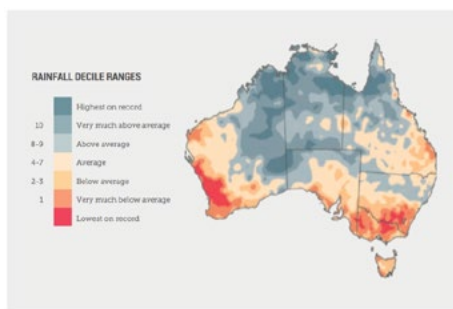 RAINFALL DECILE RANGES
Highest on record
10 Very much above average
8-9 Above average
4-7 Average
2-3 Below average
1 Very much below average
Lowest on record